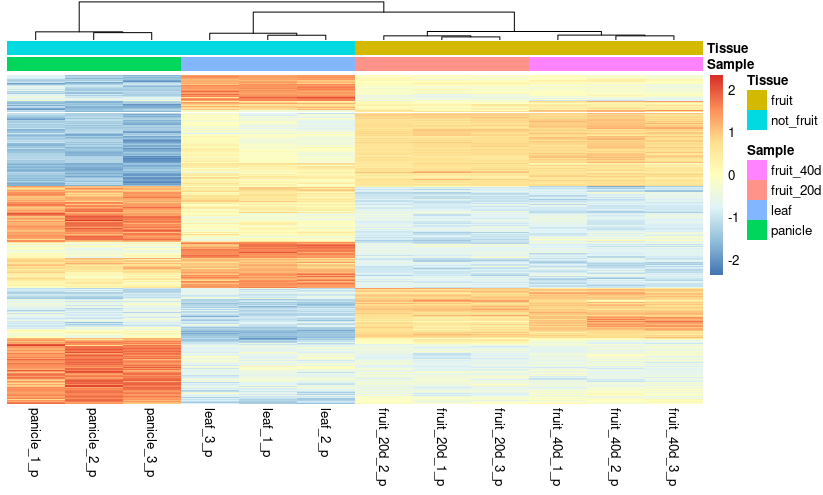 Tissue
Sample
Tissue
fruit
not_fruit
Sample
fruit_40d
fruit_20d
leaf
panicle
2
1
0
-1
-2
panicle_1_p
panicle_2_p
panicle_3_p
leaf_3_p
leaf_1_p
leaf_2_p
fruit_20d_2_p
fruit_20d_1_p
fruit_20d_3_p
fruit_40d_1_p
fruit_40d_2_p
fruit_40d_3_p